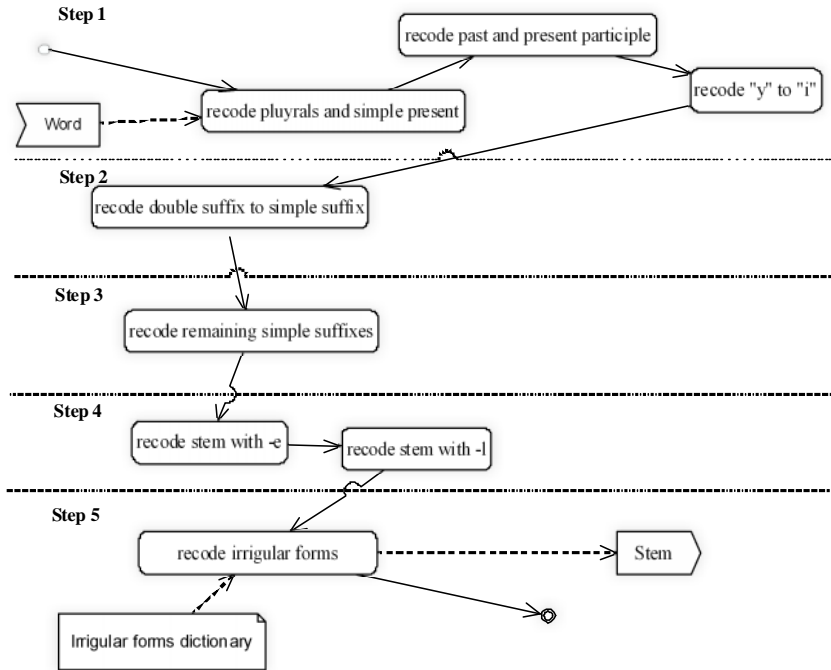 Step 1
recode past and present participle
recode "y" to "i"
recode pluyrals and simple present
Word
Step 2
recode double suffix to simple suffix
Step 3
recode remaining simple suffixes
Step 4
recode stem with -e
recode stem with -l
Step 5
recode irrigular forms
Stem
Irrigular forms dictionary